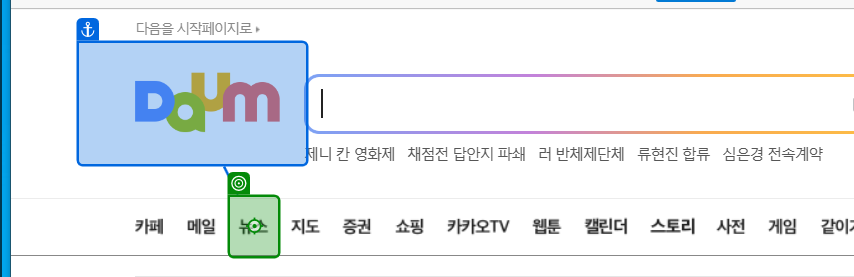 다음을 시작페이지로
Daum
제니 칸 영화제 채점전 답안지 파쇄 러 반체제단체 류현진 합류 심은경 전속계약
카페 메일 뉴스 지도 증권 쇼핑 카카오TV 웹툰 캘린더 스토리 사전 게임 같이